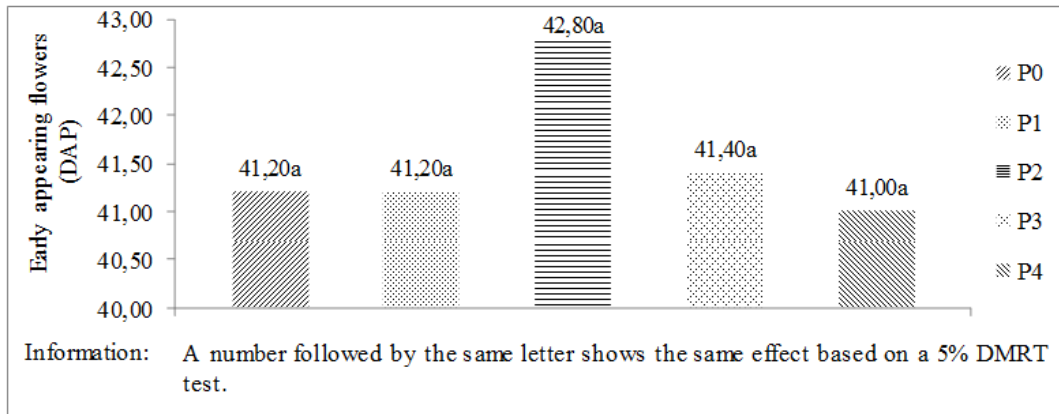 43,00
42,50
42,00
41,50
41,00
40,50
40,00
Early appearing flowers
(DAP)
41,20a
41,20a
42,80a
41,40a
41,00a
P0
P1
P2
P3
P4
Information: A number followed by the same letter shows the same effect based on a 5% DMRT
test.